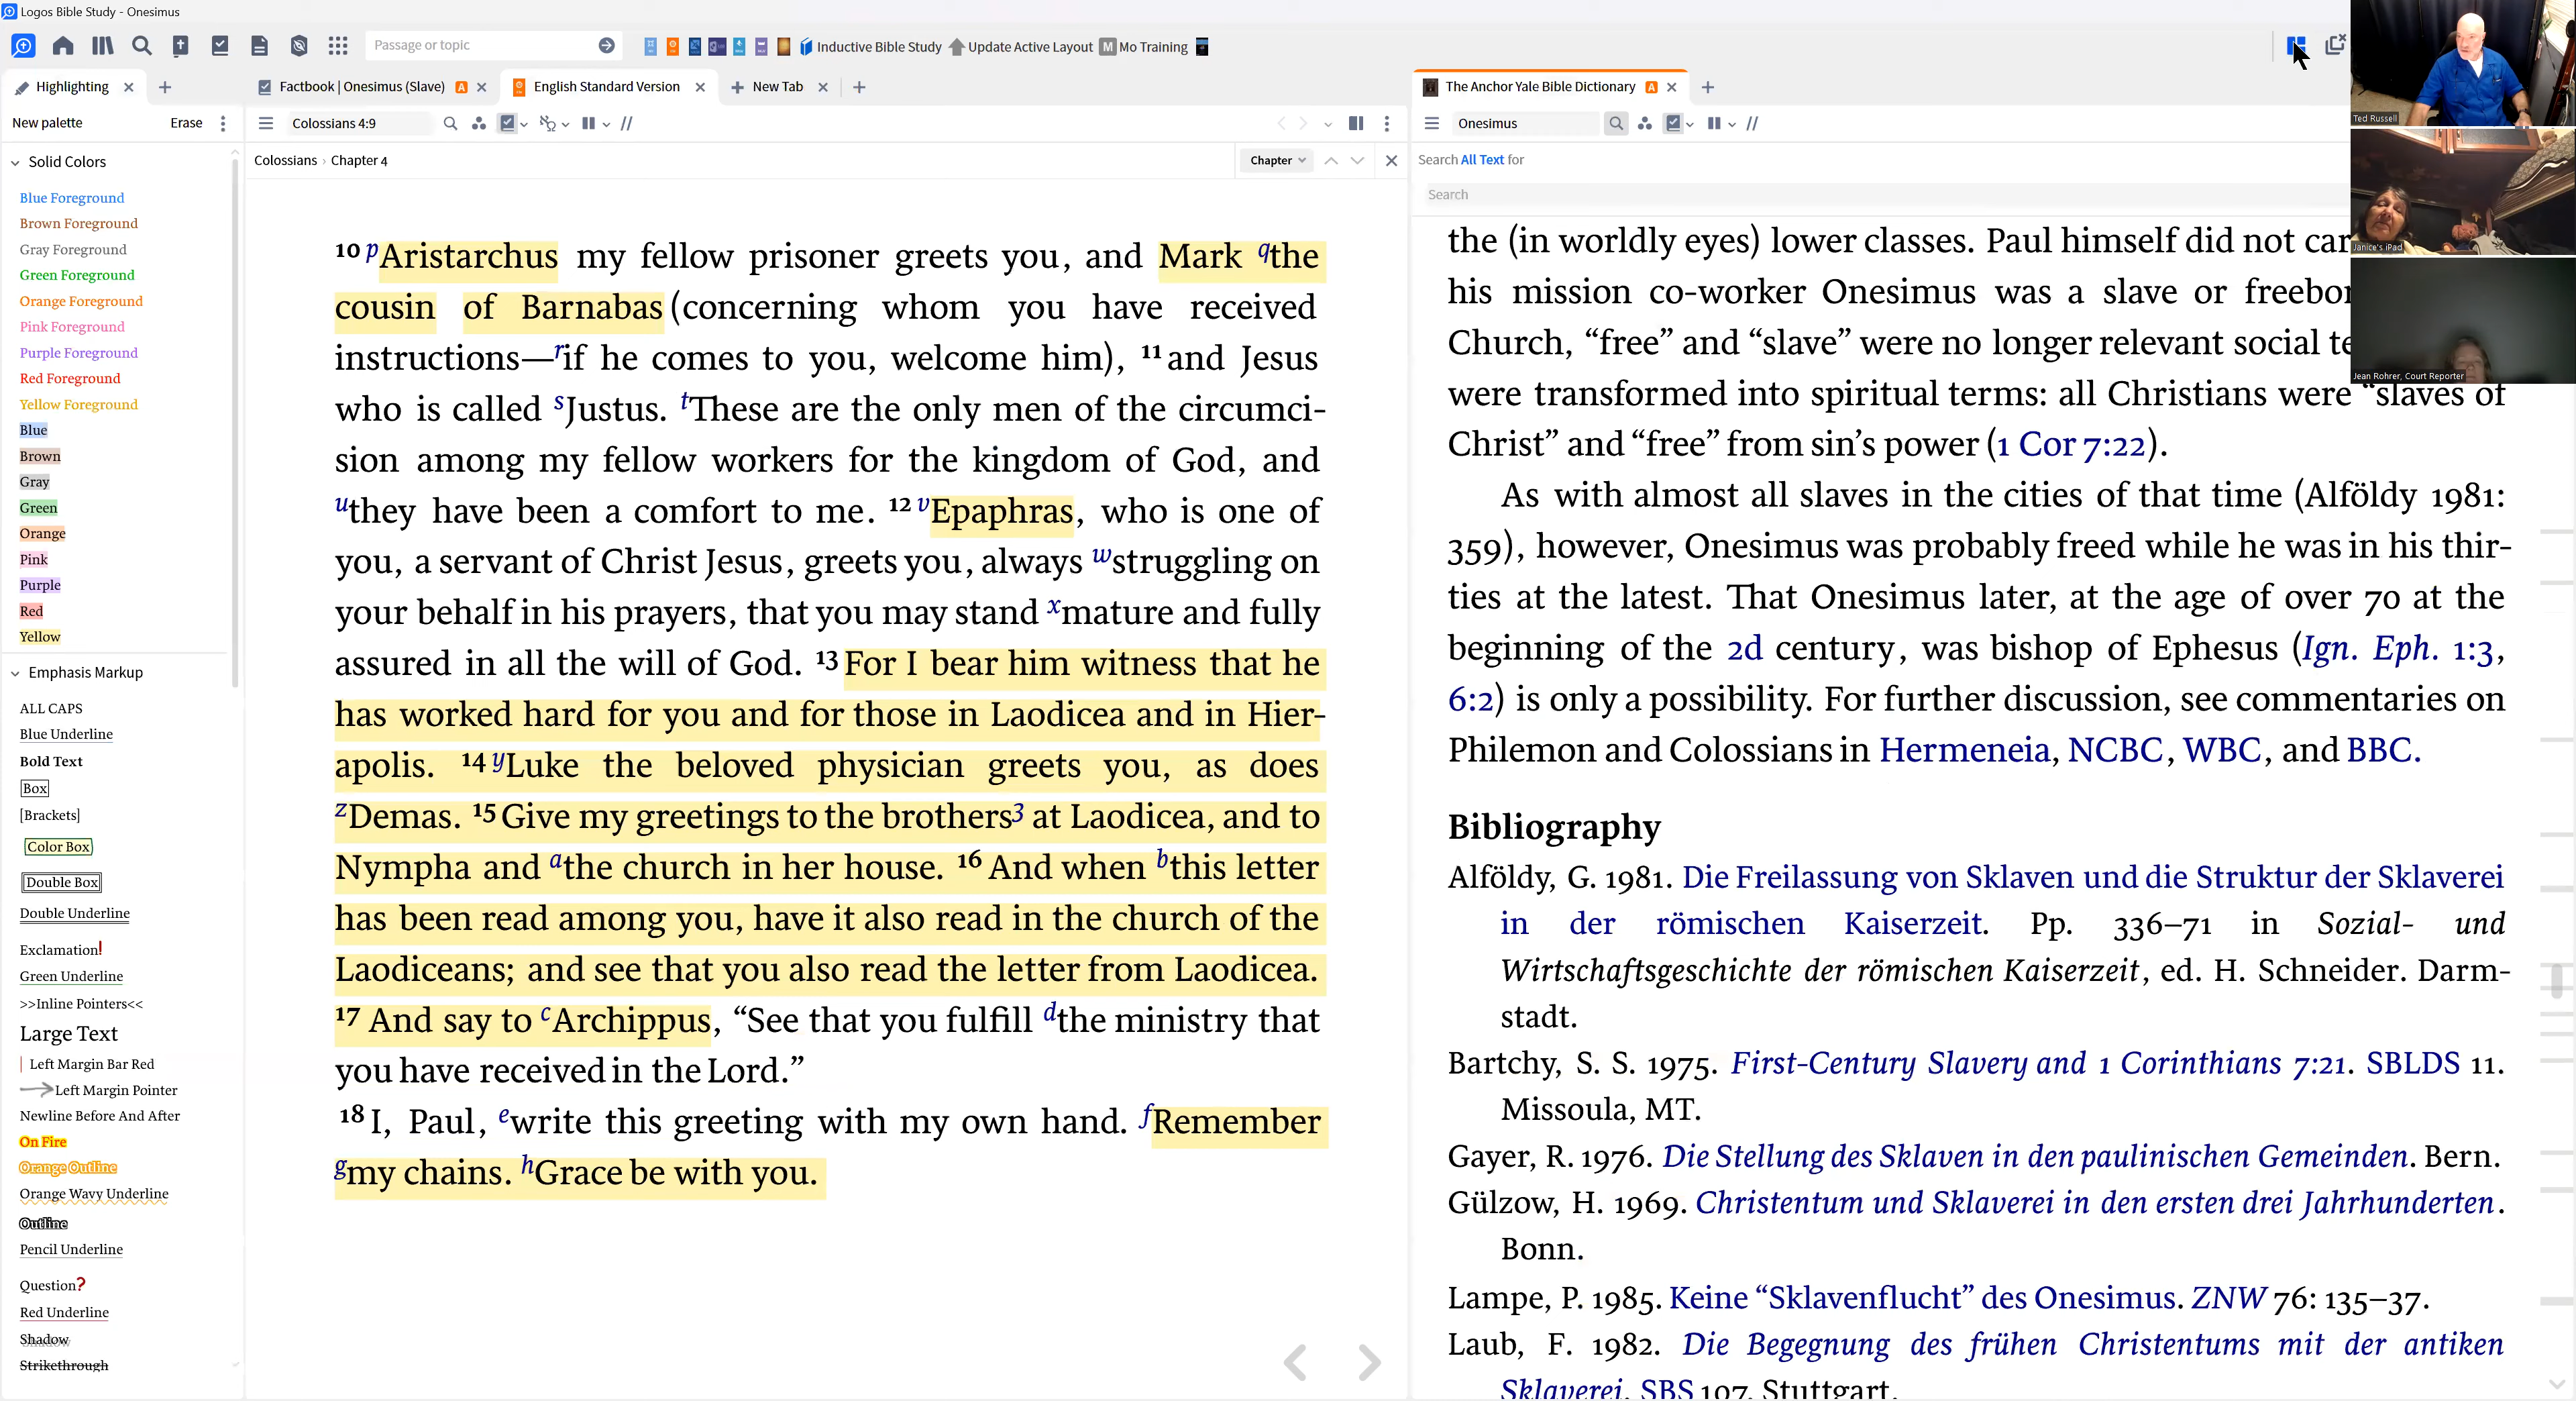 Logos Bible Study - Onesimus
Passage or topic
Inductive Bible Study
Update Active Layout
M Mo Training
Highlighting
Factbook | Onesimus (Slave) A
English Standard Version
New Tab
The Anchor Yale Bible Dictionary A
New palette
Erase
Colossians 4:9
Onesimus
Solid Colors
Blue Foreground
Brown Foreground
Gray Foreground
Green Foreground
Orange Foreground
Pink Foreground
Purple Foreground
Red Foreground
Yellow Foreground
Blue
Brown
Gray
Green
Orange
Pink
Purple
Red
Yellow
Emphasis Markup
ALL CAPS
Blue Underline
Bold Text
Box
[Brackets]
Color Box
Double Box
Double Underline
Exclamation!
Green Underline
>>Inline Pointers<<
Large Text
Left Margin Bar Red
Left Margin Pointer
Newline Before And After
On Fire
Orange Outline
Orange Wavy Underline
Outline
Pencil Underline
Question?
Red Underline
Shadow
Strikethrough
Colossians › Chapter 4
Chapter
10 p Aristarchus my fellow prisoner greets you, and Mark q the
cousin of Barnabas (concerning whom you have received
instructions—r if he comes to you, welcome him), 11 and Jesus
who is called s Justus. t These are the only men of the circumci-
sion among my fellow workers for the kingdom of God, and
u they have been a comfort to me. 12 v Epaphras, who is one of
you, a servant of Christ Jesus, greets you, always w struggling on
your behalf in his prayers, that you may stand x mature and fully
assured in all the will of God. 13 For I bear him witness that he
has worked hard for you and for those in Laodicea and in Hier-
apolis. 14 y Luke the beloved physician greets you, as does
z Demas. 15 Give my greetings to the brothers 3 at Laodicea, and to
Nympha and a the church in her house. 16 And when b this letter
has been read among you, have it also read in the church of the
Laodiceans; and see that you also read the letter from Laodicea.
17 And say to c Archippus, “See that you fulfill d the ministry that
you have received in the Lord.”
18 I, Paul, e write this greeting with my own hand. f Remember
g my chains. h Grace be with you.
Search All Text for
Search
the (in worldly eyes) lower classes. Paul himself did not car
his mission co-worker Onesimus was a slave or freebor
Church, “free” and “slave” were no longer relevant social te
were transformed into spiritual terms: all Christians were “slaves of
Christ” and “free” from sin’s power (1 Cor 7:22).
As with almost all slaves in the cities of that time (Alföldy 1981:
359), however, Onesimus was probably freed while he was in his thir-
ties at the latest. That Onesimus later, at the age of over 70 at the
beginning of the 2d century, was bishop of Ephesus (Ign. Eph. 1:3,
6:2) is only a possibility. For further discussion, see commentaries on
Philemon and Colossians in Hermeneia, NCBC, WBC, and BBC.
Bibliography
Alföldy, G. 1981. Die Freilassung von Sklaven und die Struktur der Sklaverei
in der römischen Kaiserzeit. Pp. 336–71 in Sozial- und
Wirtschaftsgeschichte der römischen Kaiserzeit, ed. H. Schneider. Darm-
stadt.
Bartchy, S. S. 1975. First-Century Slavery and 1 Corinthians 7:21. SBLDS 11.
Missoula, MT.
Gayer, R. 1976. Die Stellung des Sklaven in den paulinischen Gemeinden. Bern.
Gülzow, H. 1969. Christentum und Sklaverei in den ersten drei Jahrhunderten.
Bonn.
Lampe, P. 1985. Keine “Sklavenflucht” des Onesimus. ZNW 76: 135–37.
Laub, F. 1982. Die Begegnung des frühen Christentums mit der antiken
Sklaverei. SBS 107. Stuttgart.
Ted Russell
Janice's iPad
Jean Rohrer, Court Reporter